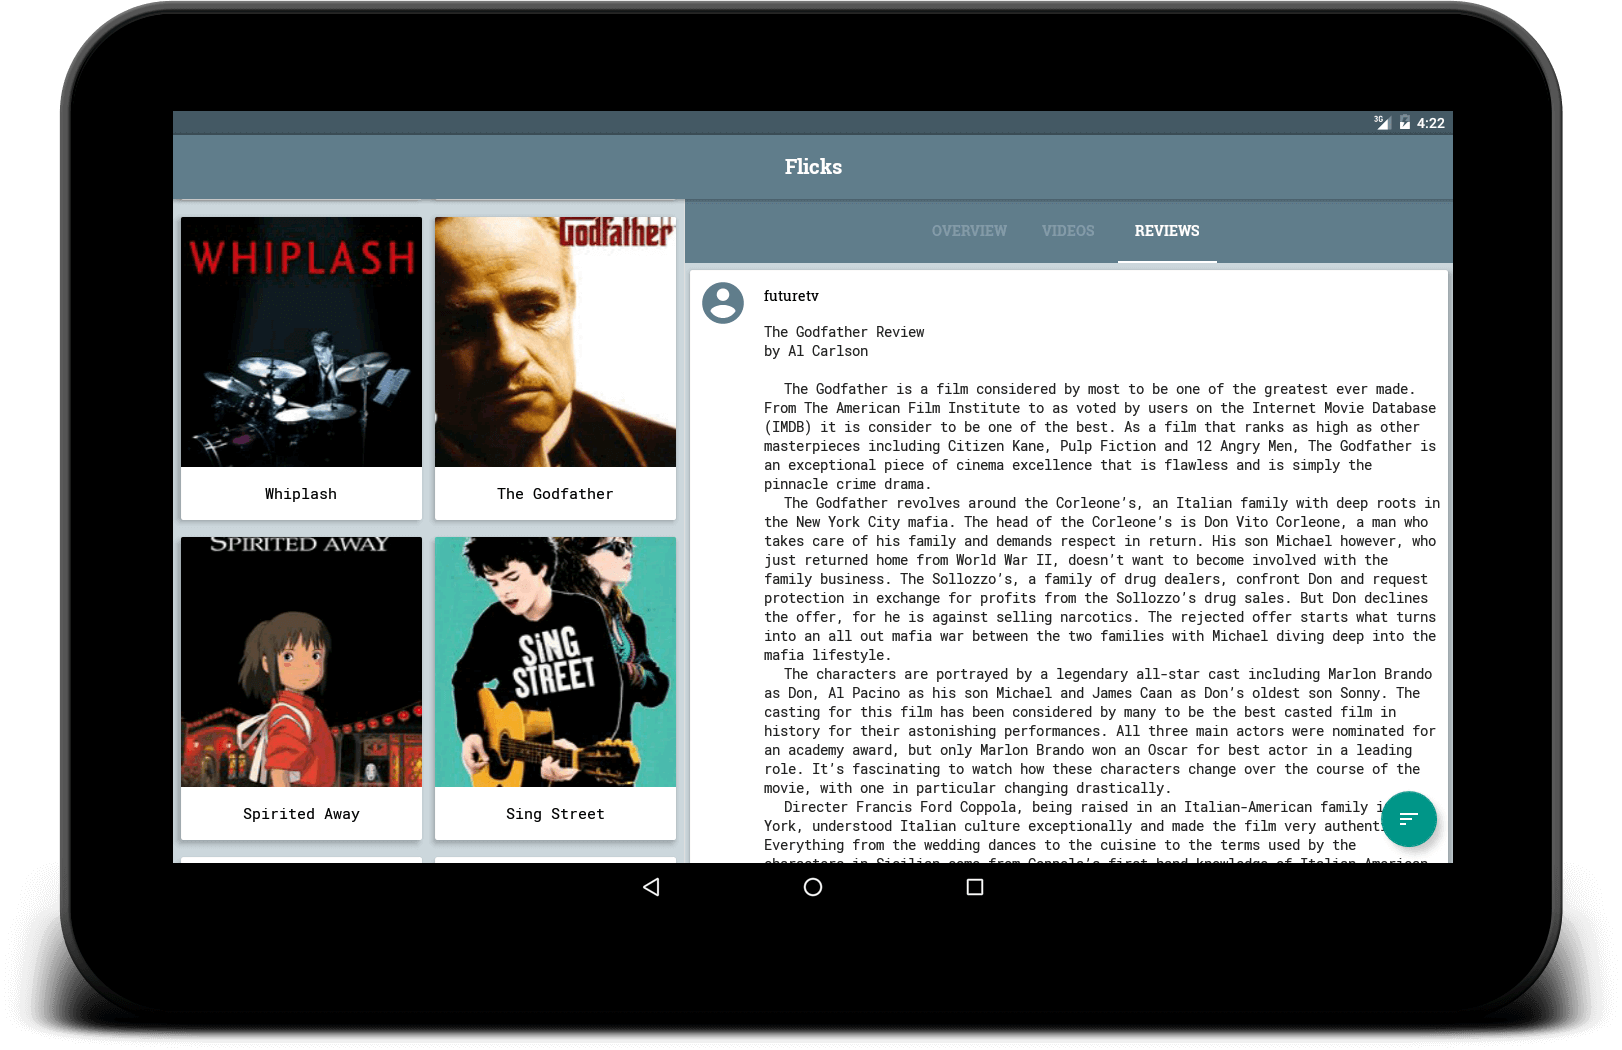 3G 4:22
Flicks
WHIPLASH
Whiplash
Godfather
The Godfather
SPIRITED AWAY
Spirited Away
SiNG
STREET
Sing Street
OVERVIEW VIDEOS REVIEWS
futuretv
The Godfather Review
by Al Carlson
The Godfather is a film considered by most to be one of the greatest ever made.
From The American Film Institute to as voted by users on the Internet Movie Database
(IMDB) it is consider to be one of the best. As a film that ranks as high as other
masterpieces including Citizen Kane, Pulp Fiction and 12 Angry Men, The Godfather is
an exceptional piece of cinema excellence that is flawless and is simply the
pinnacle crime drama.
The Godfather revolves around the Corleone's, an Italian family with deep roots in
the New York City mafia. The head of the Corleone's is Don Vito Corleone, a man who
takes care of his family and demands respect in return. His son Michael however, who
just returned home from World War II, doesn't want to become involved with the
family business. The Sollozzo's, a family of drug dealers, confront Don and request
protection in exchange for profits from the Sollozzo's drug sales. But Don declines
the offer, for he is against selling narcotics. The rejected offer starts what turns
into an all out mafia war between the two families with Michael diving deep into the
mafia lifestyle.
The characters are portrayed by a legendary all-star cast including Marlon Brando
as Don, Al Pacino as his son Michael and James Caan as Don's oldest son Sonny. The
casting for this film has been considered by many to be the best casted film in
history for their astonishing performances. All three main actors were nominated for
an academy award, but only Marlon Brando won an Oscar for best actor in a leading
role. It's fascinating to watch how these characters change over the course of the
movie, with one in particular changing drastically.
Directer Francis Ford Coppola, being raised in an Italian-American family
York, understood Italian culture exceptionally and made the film very
Everything from the wedding dances to the cuisine to the terms used by the
characters in Sicilian came from Coppola's first hand knowledge of Italian American